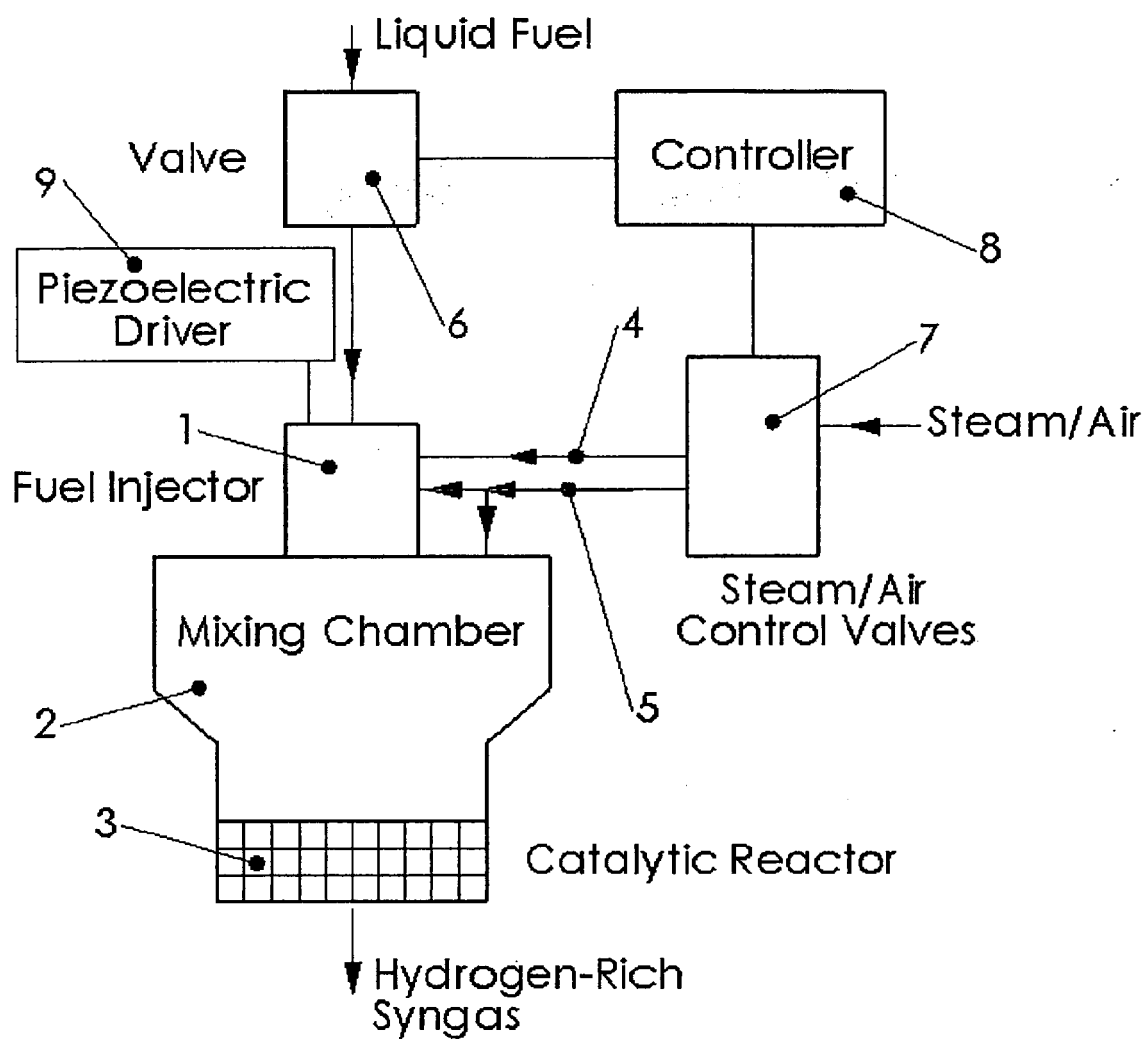 Liquid Fuel
Valve
Controller
9
8
Piezoelectric
Driver
6
4
7
1
Steam/Air
Fuel Injector
Steam/Air
Control Valves
Mixing Chamber
2
5
3
Catalytic Reactor
Hydrogen-Rich
Syngas